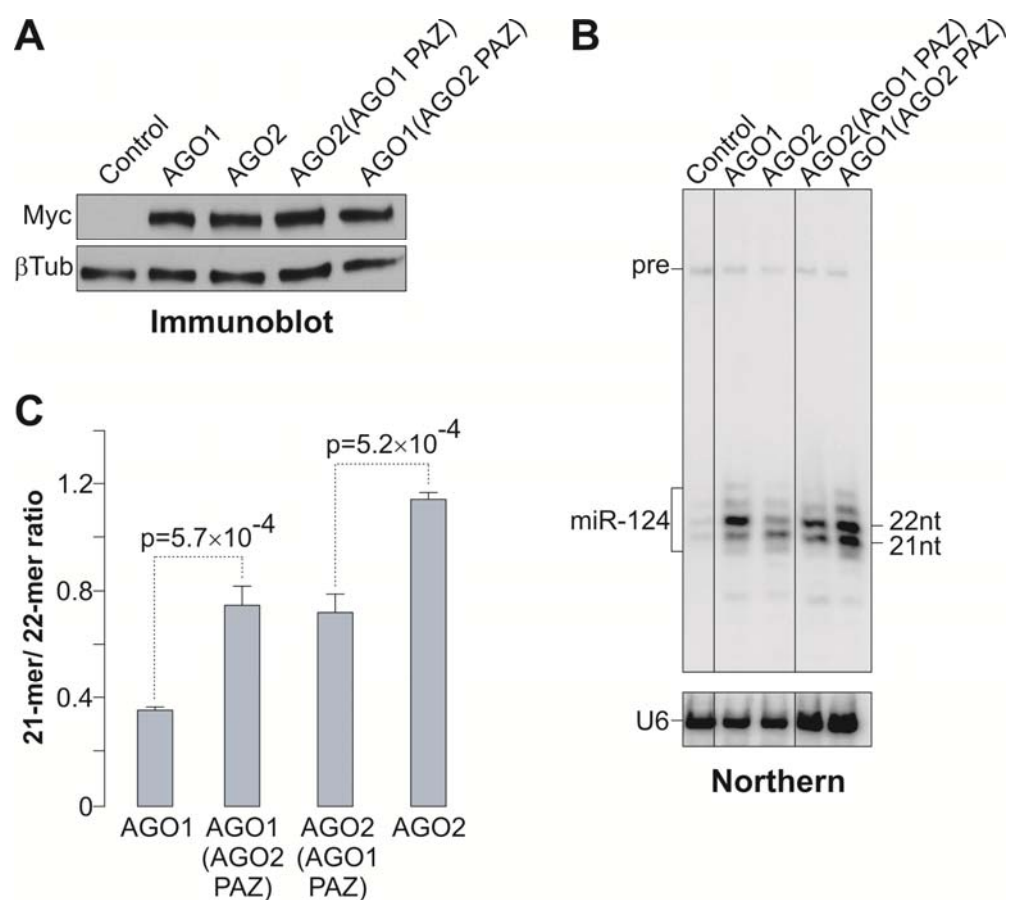 A
Control
AGO1
AGO2
AGO2(AGO1 PAZ)
AGO1(AGO2 PAZ)
Myc
βTub
Immunoblot
B
Control
AGO1
AGO2
AGO2(AGO1 PAZ)
AGO1(AGO2 PAZ)
pre
miR-124
22nt
21nt
U6
Northern
C
21-mer/ 22-mer ratio
1.2
0.8
0.4
0
p=5.7×10-4
p=5.2×10-4
AGO1
AGO1
(AGO2
PAZ)
AGO2
(AGO1
PAZ)
AGO2